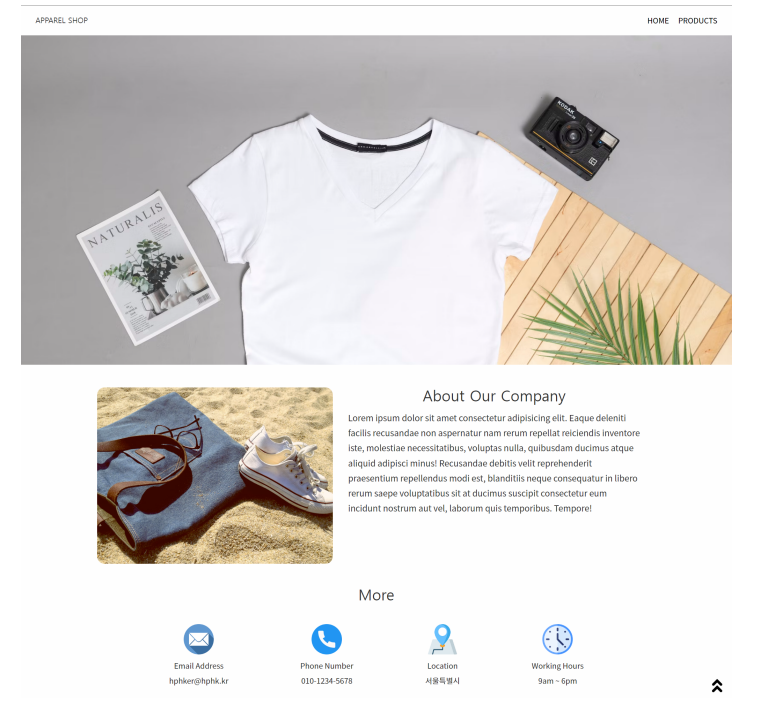 APPAREL SHOP
HOME PRODUCTS
KODAK
NATURALIS
About Our Company
Lorem ipsum dolor sit amet consectetur adipisicing elit. Eaque deleniti
facilis recusandae non aspernatur nam rerum repellat reiciendis inventore
iste, molestiae necessitatibus, voluptas nulla, quibusdam ducimus atque
aliquid adipisci minus! Recusandae debitis velit reprehenderit
praesentium repellendus modi est, blanditiis neque consequatur in libero
rerum saepe voluptatibus sit at ducimus suscipit consectetur eum
incidunt nostrum aut vel, laborum quis temporibus. Tempore!
More
Email Address
hphker@hphk.kr
Phone Number
010-1234-5678
Location
서울특별시
Working Hours
9am ~ 6pm